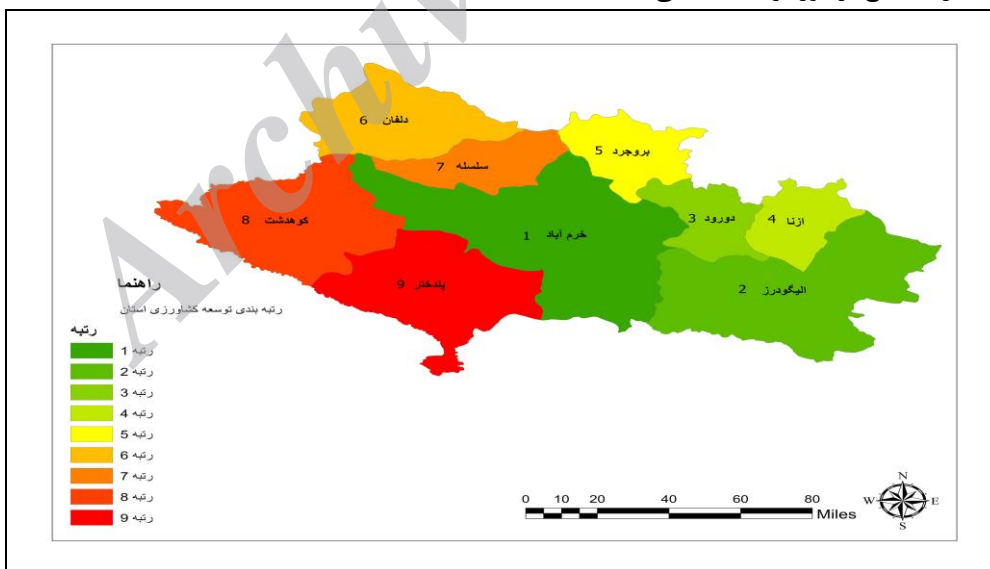 دلفان 6
بروجرد 5
سلسله 7
کوهدشت 8
خرم آباد 1
دورود 3
ازنا 4
الیگودرز 2
پلدختر 9
راهنما
رتبه بندی توسعه کشاورزی استان
رتبه
رتبه 1
رتبه 2
رتبه 3
رتبه 4
رتبه 5
رتبه 6
رتبه 7
رتبه 8
رتبه 9
0 10 20 40 60 80
Miles
N
W E
S